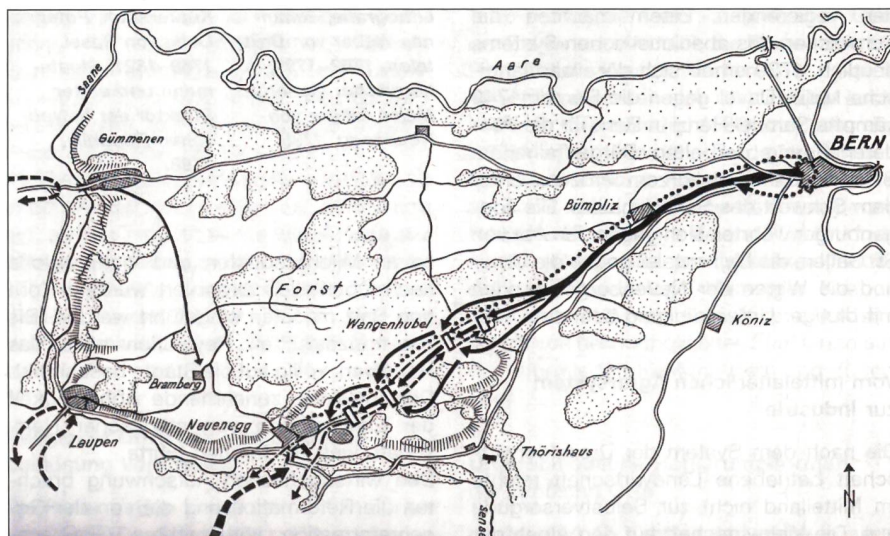 Saane
Aare
Gümmenen
BERN
Bümpliz
Forst
Wangenhubel
Köniz
Bramberg
Neuenegg
Laupen
Thörishaus
Sense
N